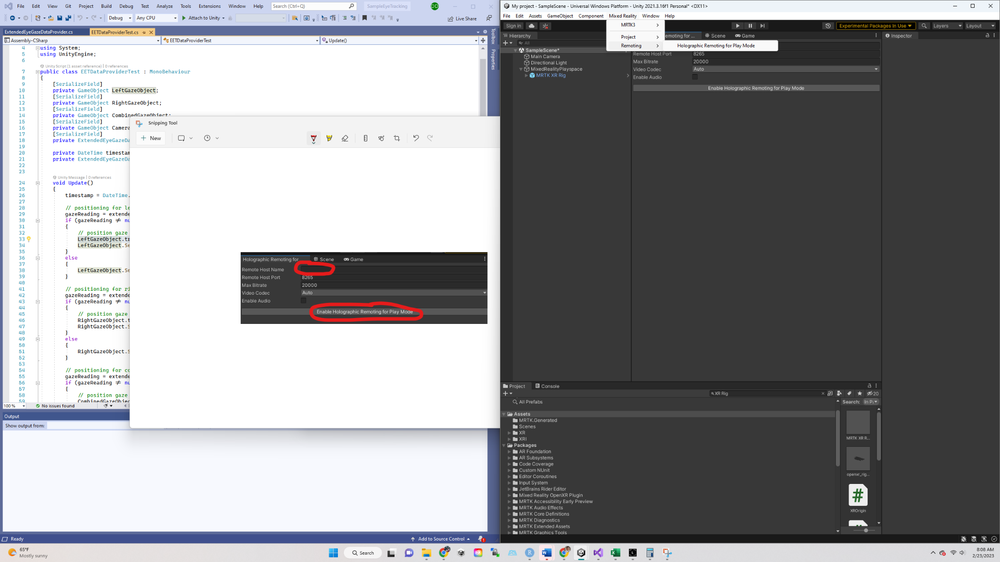 File Edit View Git Project Build Debug Test Analyze Tools Extensions Window Help Search (Ctrl+Q) SampleEyeTracking DD
Debug Any CPU Attach to Unity Live Share
ExtendedEyeGazeDataProvider.cs EETDataProviderTest.cs
Assembly-CSharp EETDataProviderTest Update()
Toolbox
Properties
4 using System;
5 using UnityEngine;
6
Unity Script (1 asset reference) | 0 references
7 public class EETDataProviderTest : MonoBehaviour
8 {
9 [SerializeField]
10 private GameObject LeftGazeObject;
11 [SerializeField]
12 private GameObject RightGazeObject;
13 [SerializeField]
14 private GameObject CombinedGazeObject;
15 [SerializeField]
16 private GameObject Camera
17 [SerializeField]
18 private ExtendedEyeGazeDa
19
20 private DateTime timestam
21 private ExtendedEyeGazeDa
22
23
Unity Message | 0 references
24 void Update()
25 {
26 timestamp = DateTime.
27
28 // positioning for le
29 gazeReading = extende
30 if (gazeReading ≠ nu
31 {
32 // position gaze
33 LeftGazeObject.tr
34 LeftGazeObject.Se
35 }
36 else
37 {
38 LeftGazeObject.Se
39 }
40
41 // positioning for ri
42 gazeReading = extende
43 if (gazeReading ≠ nu
44 {
45 // position gaze
46 RightGazeObject.t
47 RightGazeObject.S
48 }
49 else
50 {
51 RightGazeObject.S
52 }
53
54 // positioning for co
55 gazeReading = extende
56 if (gazeReading ≠ nu
57 {
58 // position gaze
59 CombinedGazeObjec
100 % No issues found
Output
Show output from:
Ready Add to Source Control 1
Snipping Tool
New
Holographic Remoting for Scene Game
Remote Host Name
Remote Host Port 8265
Max Bitrate 20000
Video Codec Auto
Enable Audio
Enable Holographic Remoting for Play Mode
My project - SampleScene - Universal Windows Platform - Unity 2021.3.16f1 Personal* <DX11>
File Edit Assets GameObject Component Mixed Reality Window Help
Sign in Experimental Packages In Use Layers Layout
MRTK3
Project
Remoting Holographic Remoting for Play Mode
Hierarchy emoting for ... Scene Game Inspector
All
SampleScene*
Main Camera
Directional Light
MixedRealityPlayspace
MRTK XR Rig
Remote Host Port 8265
Max Bitrate 20000
Video Codec Auto
Enable Audio
Enable Holographic Remoting for Play Mode
Project Console
XR Rig 20
All Prefabs Search: In P
Assets
MRTK.Generated
Scenes
XR
XRI
Packages
AR Foundation
AR Subsystems
Code Coverage
Custom NUnit
Editor Coroutines
Input System
JetBrains Rider Editor
Mixed Reality OpenXR Plugin
MRTK Accessibility Early Preview
MRTK Audio Effects
MRTK Core Definitions
MRTK Diagnostics
MRTK Extended Assets
MRTK Graphics Tools
MRTK XR R...
openxr_rig...
#
XROrigin
65°F
Mostly sunny
Search
8:08 AM
2/23/2023